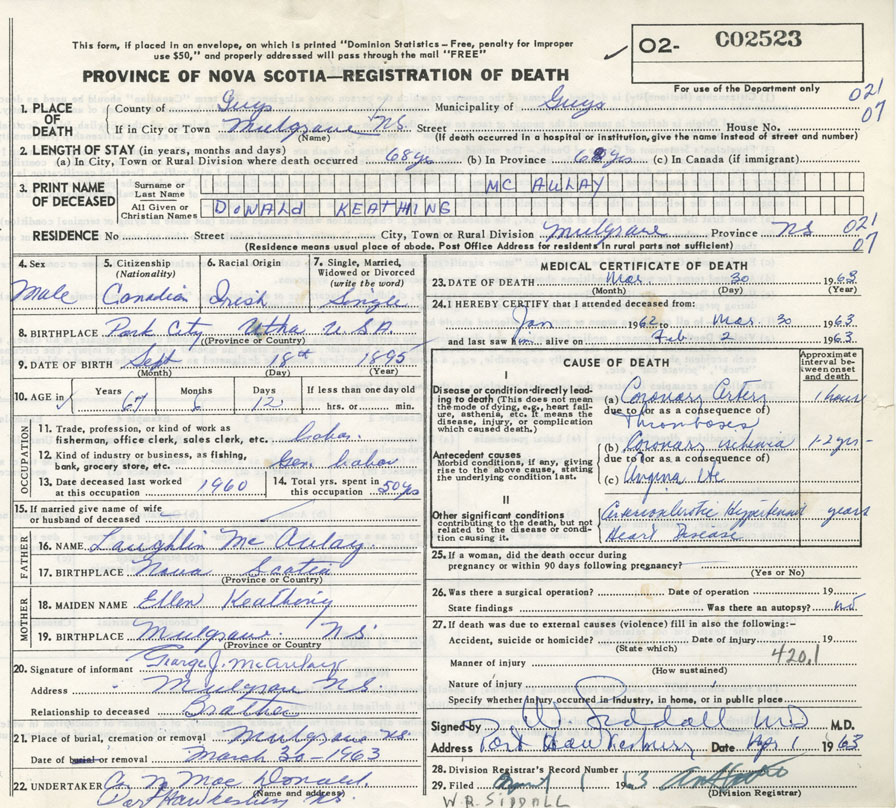 This form, if placed in an envelope, on which is printed "Dominion Statistics – Free, penalty for improper
use $50," and properly addressed will pass through the mail "FREE"
PROVINCE OF NOVA SCOTIA—REGISTRATION OF DEATH
02- C02523
For use of the Department only
021
07
1. PLACE OF DEATH
County of Guys Municipality of Guys
If in City or Town Mulgrave NS Street House No.
(Name) (If death occurred in a hospital or institution, give the name instead of street and number)
2. LENGTH OF STAY (in years, months and days)
(a) In City, Town or Rural Division where death occurred 68 yrs (b) In Province 68 yrs (c) In Canada (if immigrant)
3. PRINT NAME OF DECEASED
Surname or Last Name MC AULAY
All Given or Christian Names DONALD KEATHING
RESIDENCE No Street City, Town or Rural Division Mulgrave Province NS
021
07
(Residence means usual place of abode. Post Office Address for residents in rural parts not sufficient)
4. Sex
Male
5. Citizenship (Nationality)
Canadian
6. Racial Origin
Irish
7. Single, Married, Widowed or Divorced (write the word)
Single
8. BIRTHPLACE Park City Utha USA
(Province or Country)
9. DATE OF BIRTH Sept 18th 1895
(Month) (Day) (Year)
10. AGE in Years 67 Months 6 Days 12 If less than one day old hrs. or min.
OCCUPATION
11. Trade, profession, or kind of work as
fisherman, office clerk, sales clerk, etc. Labor
12. Kind of industry or business, as fishing,
bank, grocery store, etc. Gen. Labor
13. Date deceased last worked at this occupation 1960
14. Total yrs. spent in this occupation 50 yrs
15. If married give name of wife
or husband of deceased
FATHER
16. NAME Laughlin Mc Aulay
17. BIRTHPLACE Nova Scotia
(Province or Country)
MOTHER
18. MAIDEN NAME Ellen Keathing
19. BIRTHPLACE Mulgrave NS
(Province or Country)
20. Signature of informant George J. McAulay
Address Mulgrave N.S.
Relationship to deceased Brother
21. Place of burial, cremation or removal Mulgrave N.S.
Date of burial or removal March 30-1963
22. UNDERTAKER C. N Mac Donald
(Name and address)
Port Hawkesbury N.S.
MEDICAL CERTIFICATE OF DEATH
23. DATE OF DEATH Mar 30 1963
(Month) (Day) (Year)
24. I HEREBY CERTIFY that I attended deceased from:
Jan 1962 to Mar. 30 1963
and last saw him alive on Feb 2 1963
CAUSE OF DEATH
Approximate interval between onset and death
I
Disease or condition directly leading to death (This does not mean the mode of dying, e.g., heart failure, asthenia, etc. It means the disease, injury, or complication which caused death.)
(a) Coronary Artery 1 hour
due to (or as a consequence of)
Thrombosis
Antecedent causes
Morbid conditions, if any, giving rise to the above cause, stating the underlying condition last.
(b) Coronary ischemia 1-2 yrs-
due to (or as a consequence of)
(c) Angina
II
Other significant conditions
contributing to the death, but not related to the disease or condition causing it.
Arteriosclerotic Hypertensive years
Heart Disease
25. If a woman, did the death occur during
pregnancy or within 90 days following pregnancy?
(Yes or No)
26. Was there a surgical operation? Date of operation 19
State findings Was there an autopsy? no
27. If death was due to external causes (violence) fill in also the following:-
Accident, suicide or homicide? Date of injury 19
(State which)
420.1
Manner of injury
(How sustained)
Nature of injury
Specify whether injury occurred in industry, in home, or in public place
Signed by W. Siddall MD M.D.
Address Port Hawkesbury Date Apr 1 1963
28. Division Registrar's Record Number
29. Filed 1 1963
(Division Registrar)
W.R. SIDDALL